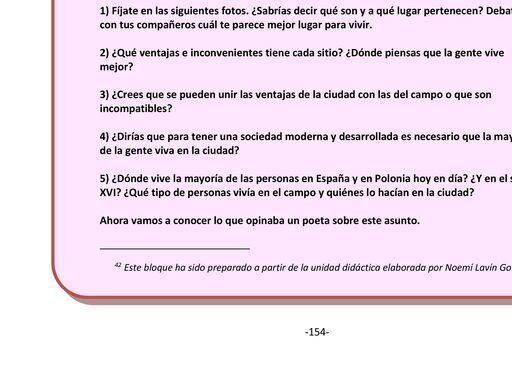 1) Fíjate en las siguientes fotos. ¿Sabrías decir qué son y a qué lugar pertenecen?
con tus compañeros cuál te parece mejor lugar para vivir.
2) ¿Qué ventajas e inconvenientes tiene cada sitio? ¿Dónde piensas que la gente vive
mejor?
3) ¿Crees que se pueden unir las ventajas de la ciudad con las del campo o que son
incompatibles?
4) ¿Dirías que para tener una sociedad moderna y desarrollada es necesario que la
de la gente viva en la ciudad?
5) ¿Dónde vive la mayoría de las personas en España y en Polonia hoy en día? ¿Y en el
XVI? ¿Qué tipo de personas vivía en el campo y quiénes lo hacían en la ciudad?
Ahora vamos a conocer lo que opinaba un poeta sobre este asunto.
42 Este bloque ha sido preparado a partir de la unidad didáctica elaborada por Noemí Lavín
-154-